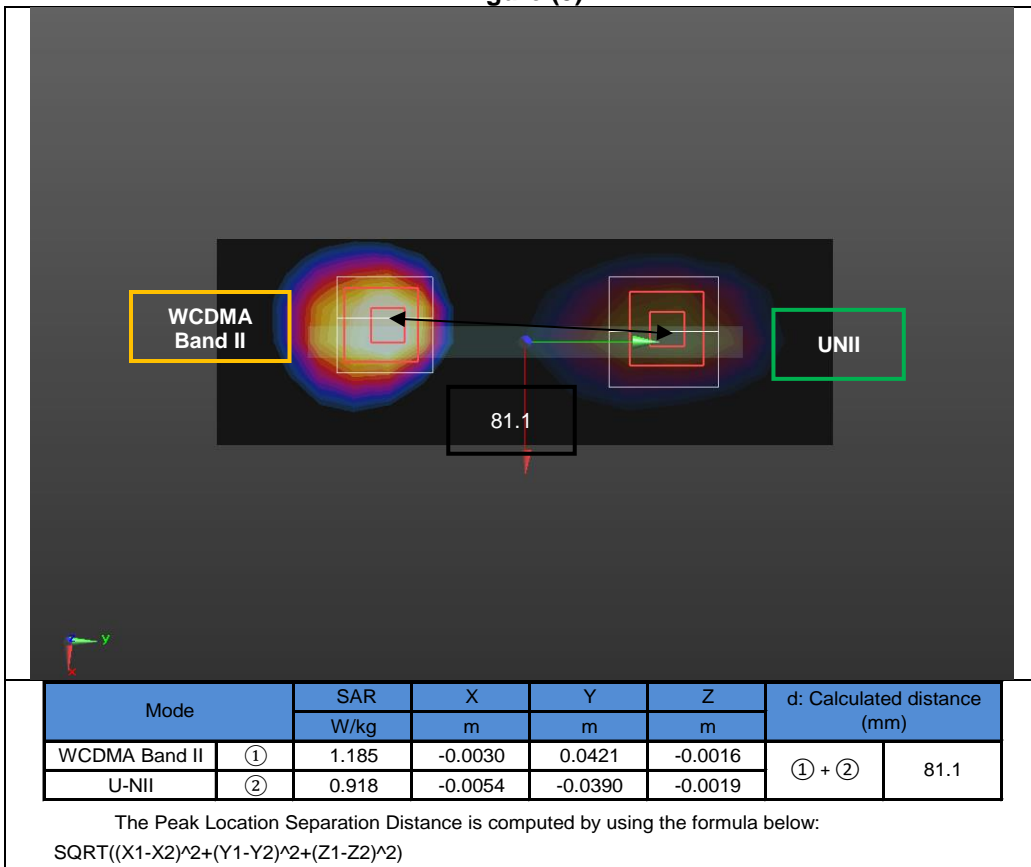 WCDMA
Band II
UNII
81.1
y
x
Mode SAR X Y Z d: Calculated distance (mm)
W/kg m m m
WCDMA Band II ① 1.185 -0.0030 0.0421 -0.0016 ① + ② 81.1
U-NII ② 0.918 -0.0054 -0.0390 -0.0019
The Peak Location Separation Distance is computed by using the formula below:
SQRT((X1-X2)^2+(Y1-Y2)^2+(Z1-Z2)^2)